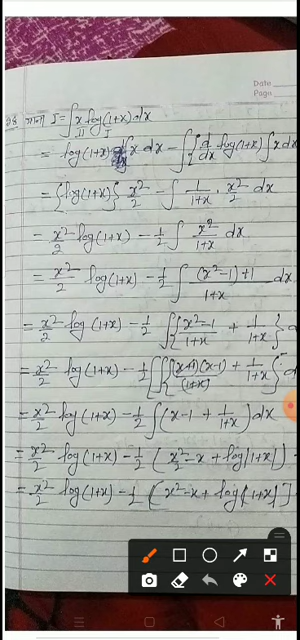 Date
Page
28 माना I = ∫ x log(1+x) dx
II I
= log(1+x) ∫ x dx − ∫ { d/dx log(1+x) ∫ x dx
= {log(1+x)} x²/2 − ∫ 1/(1+x) · x²/2 dx
− x²/2 log(1+x) − 1/2 ∫ x²/(1+x) dx
= x²/2 log(1+x) − 1/2 ∫ (x²−1)+1/(1+x) dx
= x²/2 log(1+x) − 1/2 ∫ { x²−1/(1+x) + 1/(1+x) }
= x²/2 log(1+x) − 1/2 ∫ { (x+1)(x−1)/(1+x) + 1/(1+x) }
= x²/2 log(1+x) − 1/2 ∫ (x−1 + 1/(1+x)) dx
= x²/2 log(1+x) − 1/2 ( x²/2 − x + log|1+x| )
= x²/2 log(1+x) − 1/2 [ x² − x + log|1+x| ]